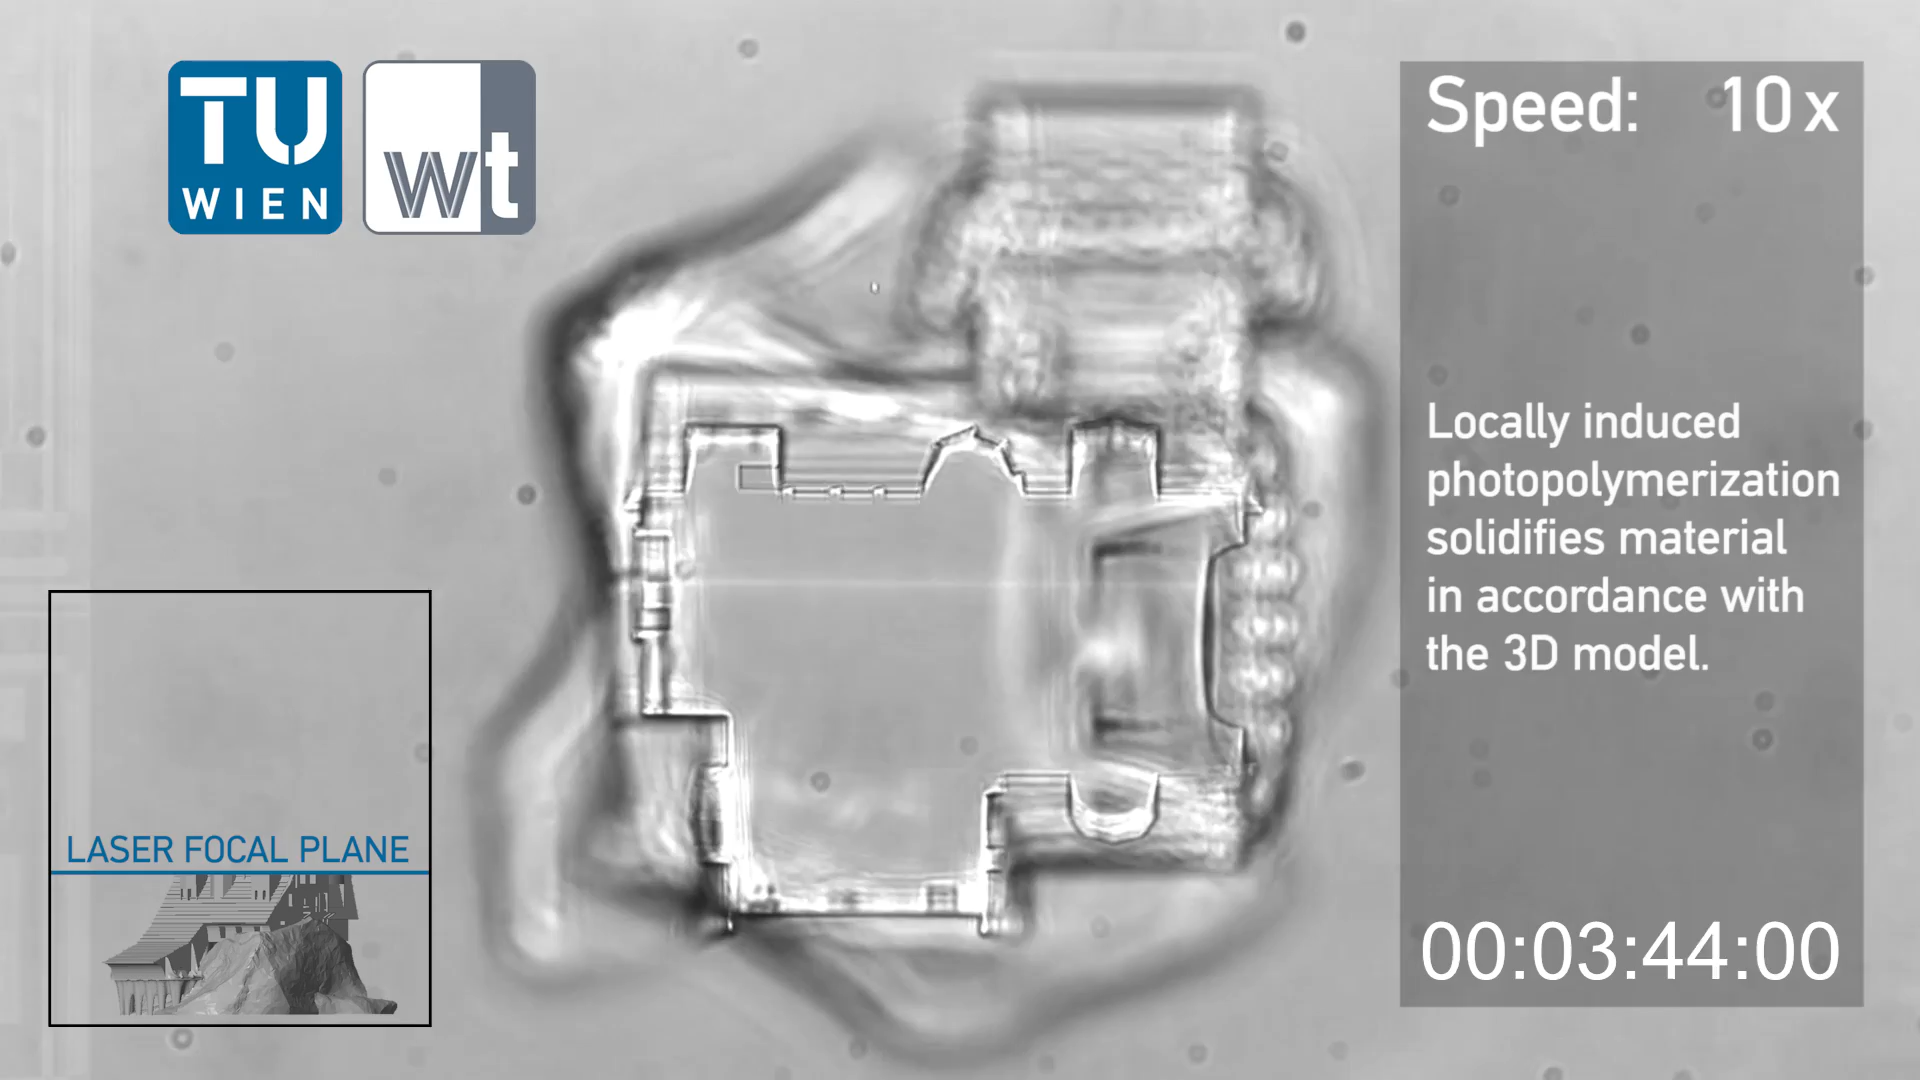 TU
WIEN
wt
Speed: 10x
Locally induced
photopolymerization
solidifies material
in accordance with
the 3D model.
LASER FOCAL PLANE
00:03:44:00